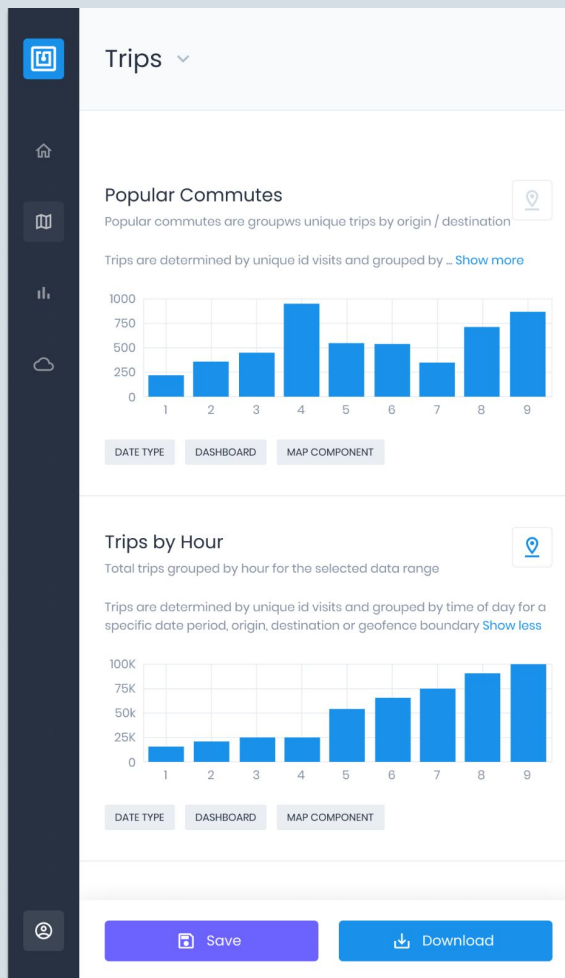 Trips
Popular Commutes
Popular commutes are groupws unique trips by origin / destination
Trips are determined by unique id visits and grouped by ... Show more
1000
750
500
250
0
1 2 3 4 5 6 7 8 9
DATE TYPE DASHBOARD MAP COMPONENT
Trips by Hour
Total trips grouped by hour for the selected data range
Trips are determined by unique id visits and grouped by time of day for a
specific date period, origin, destination or geofence boundary Show less
100K
75K
50k
25K
0
1 2 3 4 5 6 7 8 9
DATE TYPE DASHBOARD MAP COMPONENT
Save Download